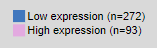 Low expression (n=272)
High expression (n=93)